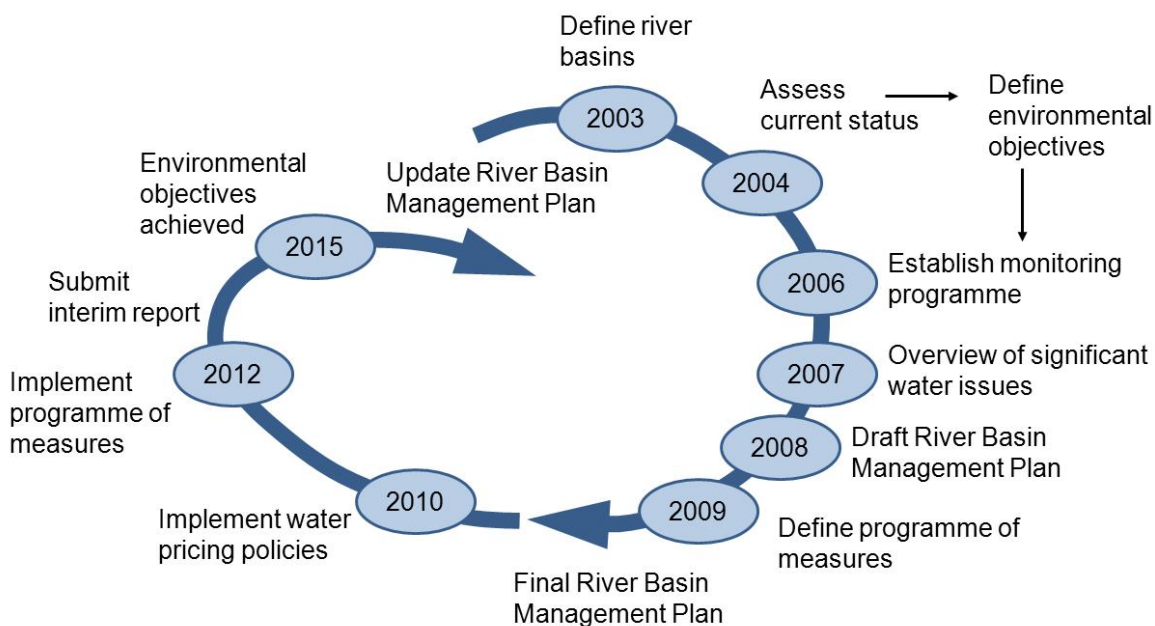 Define river
basins
2003
Assess
current status
Define
environmental
objectives
2004
Establish monitoring
programme
2006
Overview of significant
water issues
2007
Draft River Basin
Management Plan
2008
Define programme of
measures
2009
Final River Basin
Management Plan
Implement water
pricing policies
2010
Implement
programme of
measures
2012
Submit
interim report
Environmental
objectives
achieved
2015
Update River Basin
Management Plan